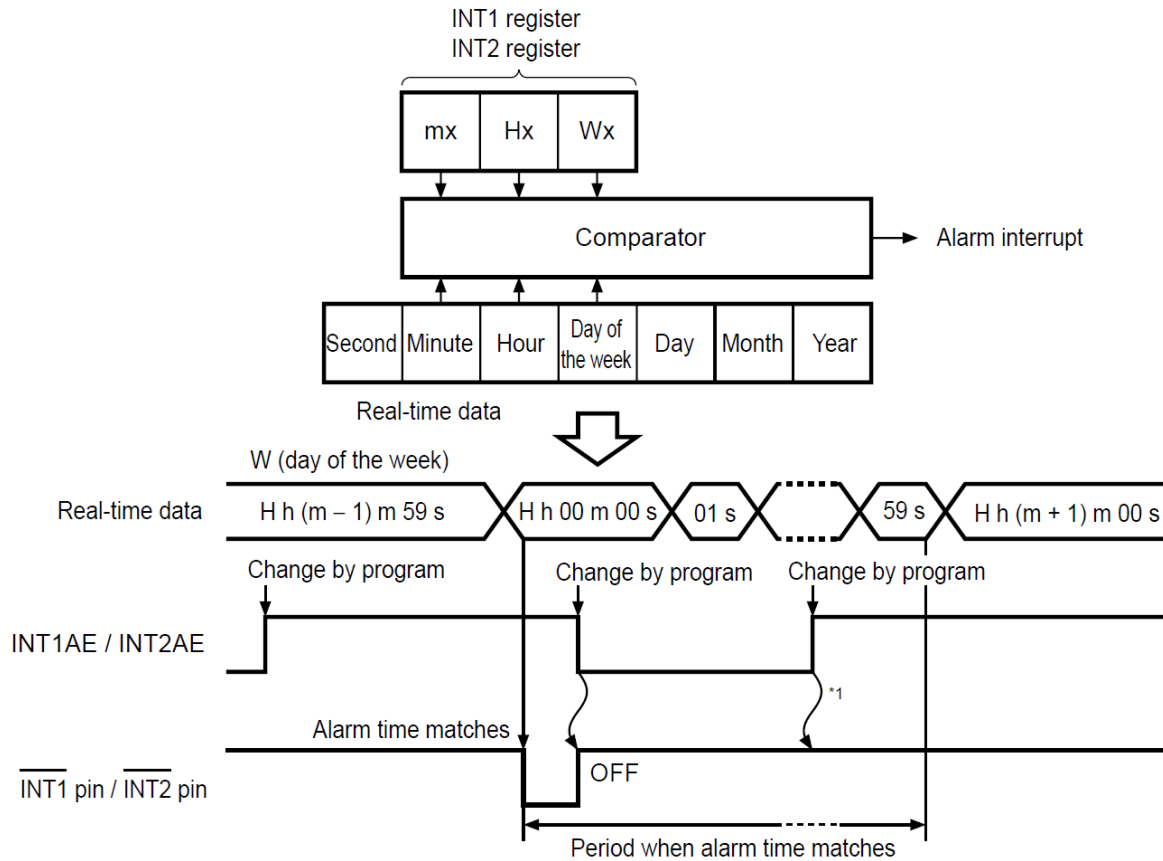 INT1 register
INT2 register
mx Hx Wx
Comparator
Alarm interrupt
Second Minute Hour Day of the week Day Month Year
Real-time data
W (day of the week)
Real-time data H h (m − 1) m 59 s H h 00 m 00 s 01 s 59 s H h (m + 1) m 00 s
Change by program Change by program Change by program
INT1AE / INT2AE
*1
Alarm time matches
OFF
INT1 pin / INT2 pin
Period when alarm time matches